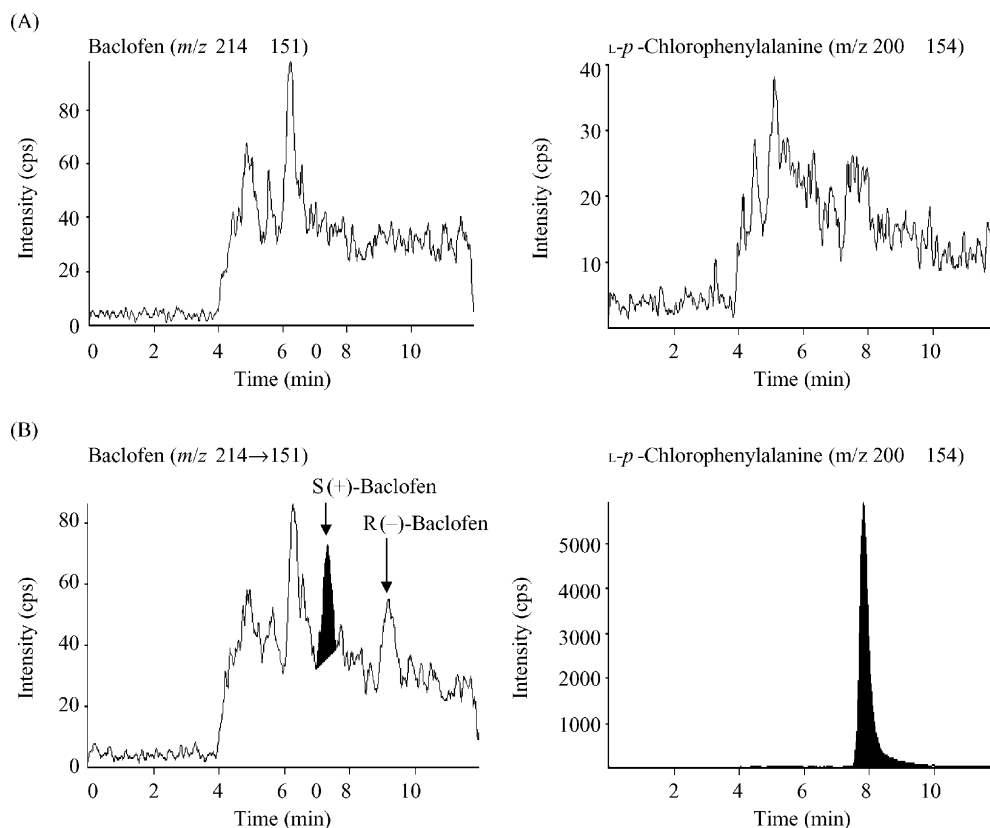 (A)
Baclofen (m/z 214 151)
Intensity (cps)
80
60
40
20
0
0 2 4 6 0 8 10
Time (min)
L-p -Chlorophenylalanine (m/z 200 154)
Intensity (cps)
40
30
20
10
2 4 6 8 10
Time (min)
(B)
Baclofen (m/z 214→151)
S(+)-Baclofen
R(–)-Baclofen
Intensity (cps)
80
60
40
20
0
0 2 4 6 0 8 10
Time (min)
L-p -Chlorophenylalanine (m/z 200 154)
Intensity (cps)
5000
4000
3000
2000
1000
2 4 6 8 10
Time (min)